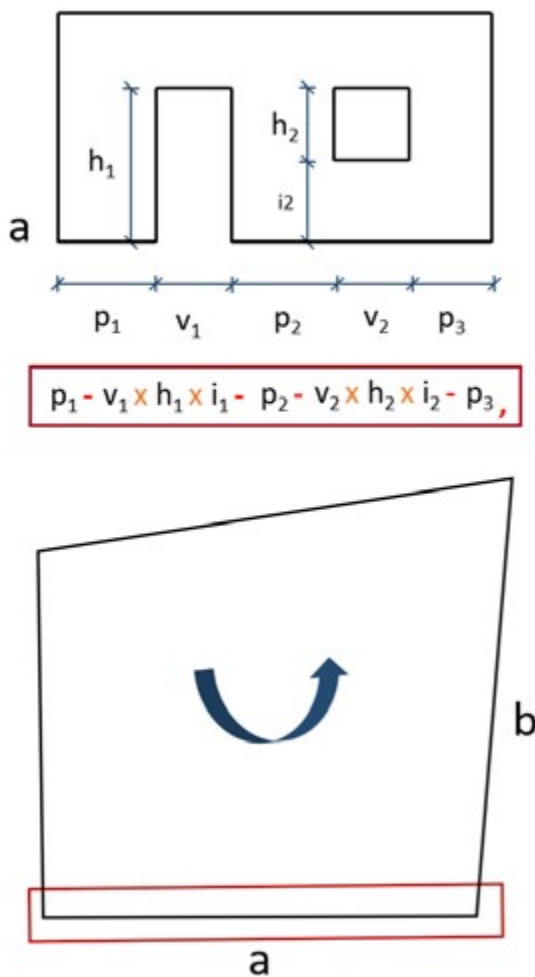 h₂
h₁
i2
a
p₁ v₁ p₂ v₂ p₃
p₁ - v₁ x h₁ x i₁ - p₂ - v₂ x h₂ x i₂ - p₃ ,
b
a